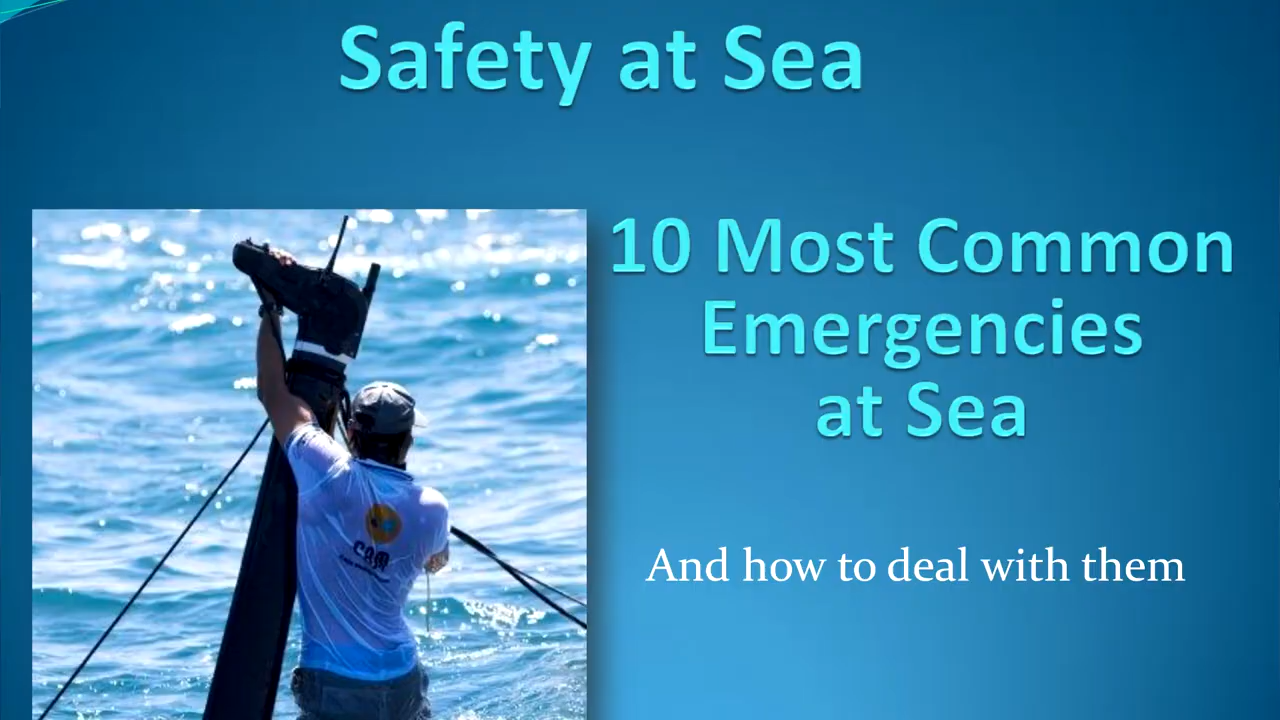 Safety at Sea
10 Most Common
Emergencies
at Sea
And how to deal with them